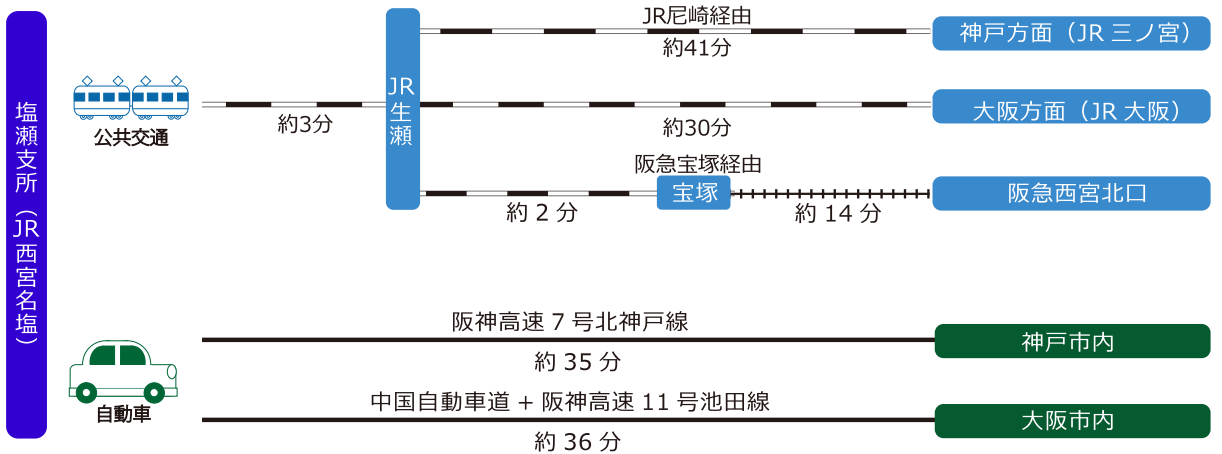 塩瀬支所（JR西宮名塩）
公共交通
約3分
JR生瀬
JR尼崎経由
約41分
神戸方面（JR 三ノ宮）
約30分
大阪方面（JR 大阪）
阪急宝塚経由
約 2 分
宝塚
約 14 分
阪急西宮北口
自動車
阪神高速 7 号北神戸線
約 35 分
神戸市内
中国自動車道 + 阪神高速 11 号池田線
約 36 分
大阪市内